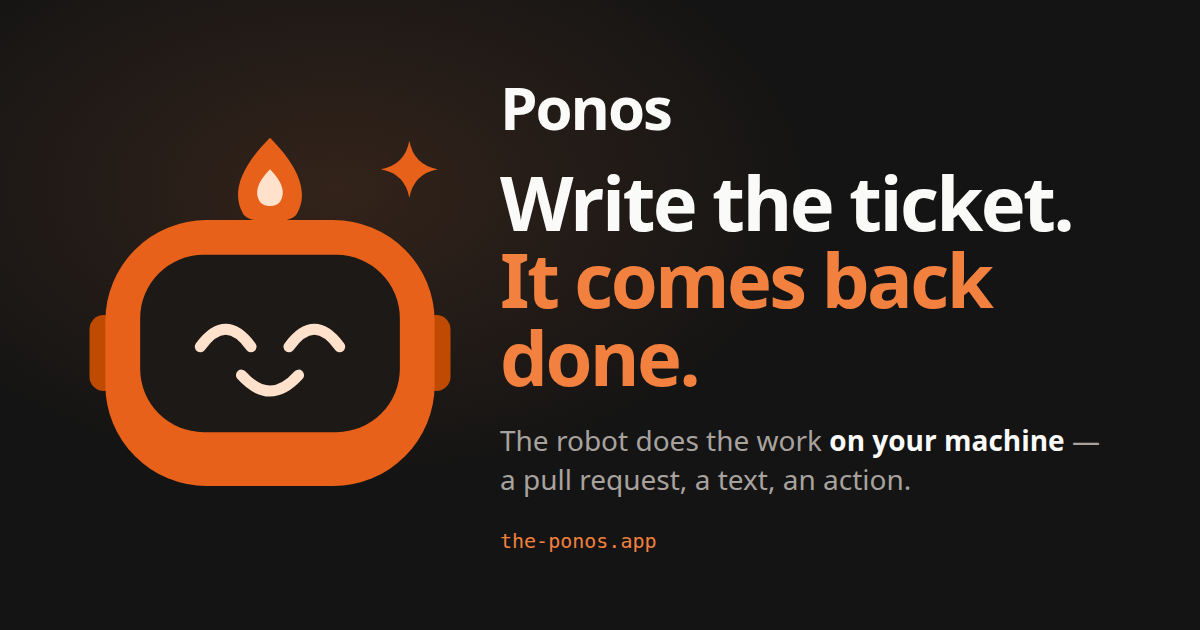 Ponos
Write the ticket.
It comes back
done.
The robot does the work on your machine —
a pull request, a text, an action.
the-ponos.app